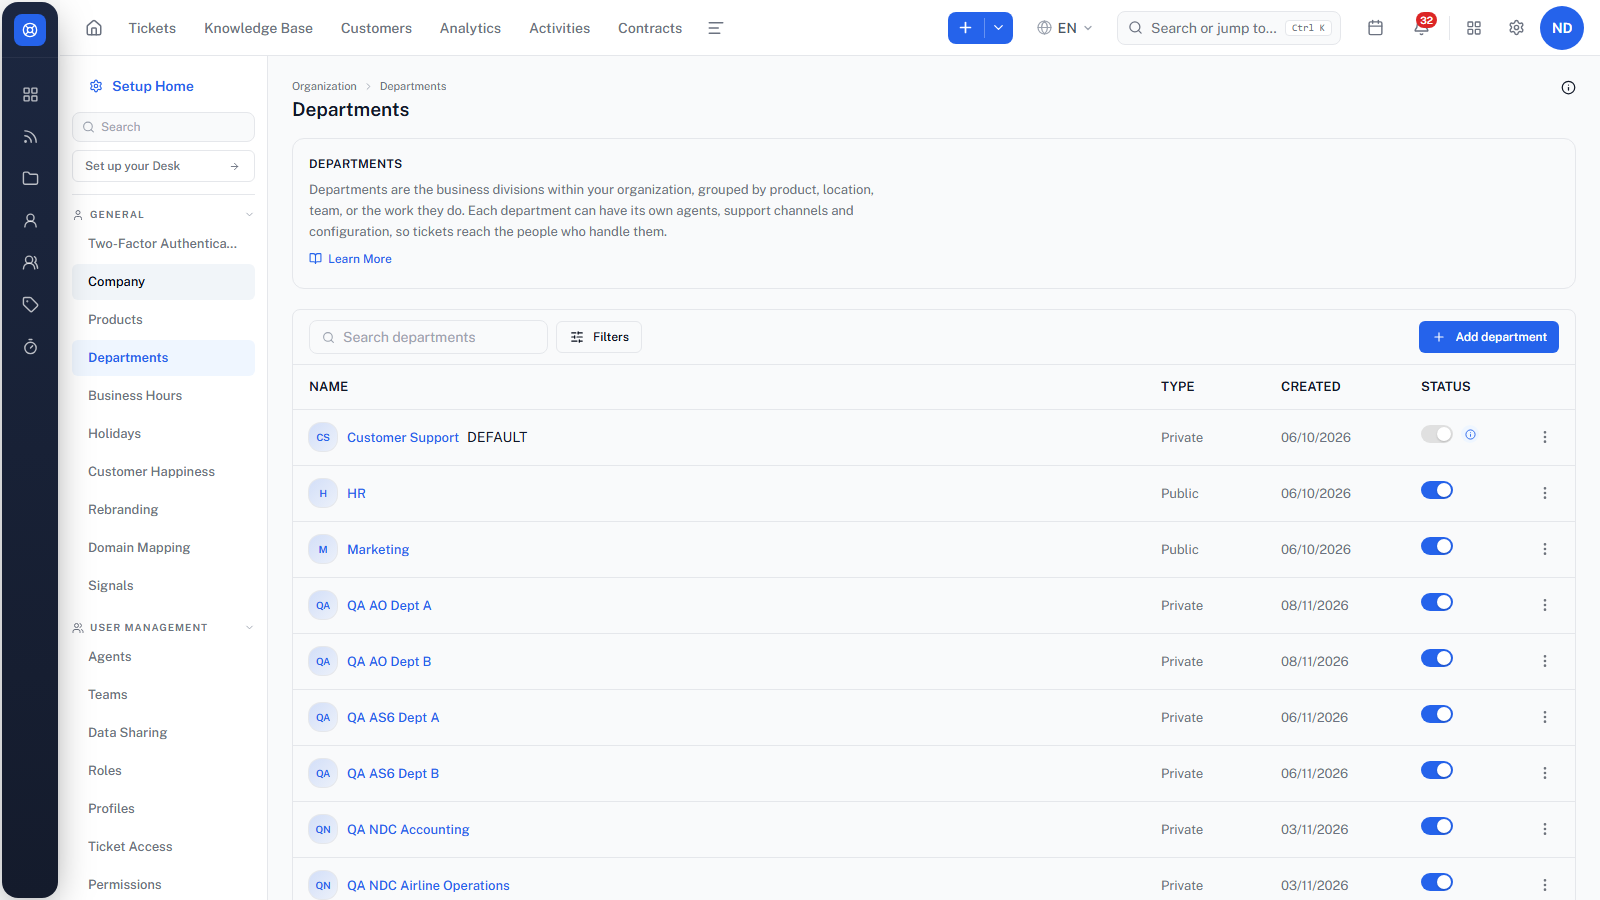 Tickets
Knowledge Base
Customers
Analytics
Activities
Contracts
EN
Search or jump to...
Ctrl K
32
ND
Setup Home
Search
Set up your Desk
GENERAL
Two-Factor Authentica...
Company
Products
Departments
Business Hours
Holidays
Customer Happiness
Rebranding
Domain Mapping
Signals
USER MANAGEMENT
Agents
Teams
Data Sharing
Roles
Profiles
Ticket Access
Permissions
Organization
Departments
Departments
DEPARTMENTS
Departments are the business divisions within your organization, grouped by product, location,
team, or the work they do. Each department can have its own agents, support channels and
configuration, so tickets reach the people who handle them.
Learn More
Search departments
Filters
Add department
NAME TYPE CREATED STATUS
CS Customer Support DEFAULT Private 06/10/2026
H HR Public 06/10/2026
M Marketing Public 06/10/2026
QA QA AO Dept A Private 08/11/2026
QA QA AO Dept B Private 08/11/2026
QA QA AS6 Dept A Private 06/11/2026
QA QA AS6 Dept B Private 06/11/2026
QN QA NDC Accounting Private 03/11/2026
QN QA NDC Airline Operations Private 03/11/2026